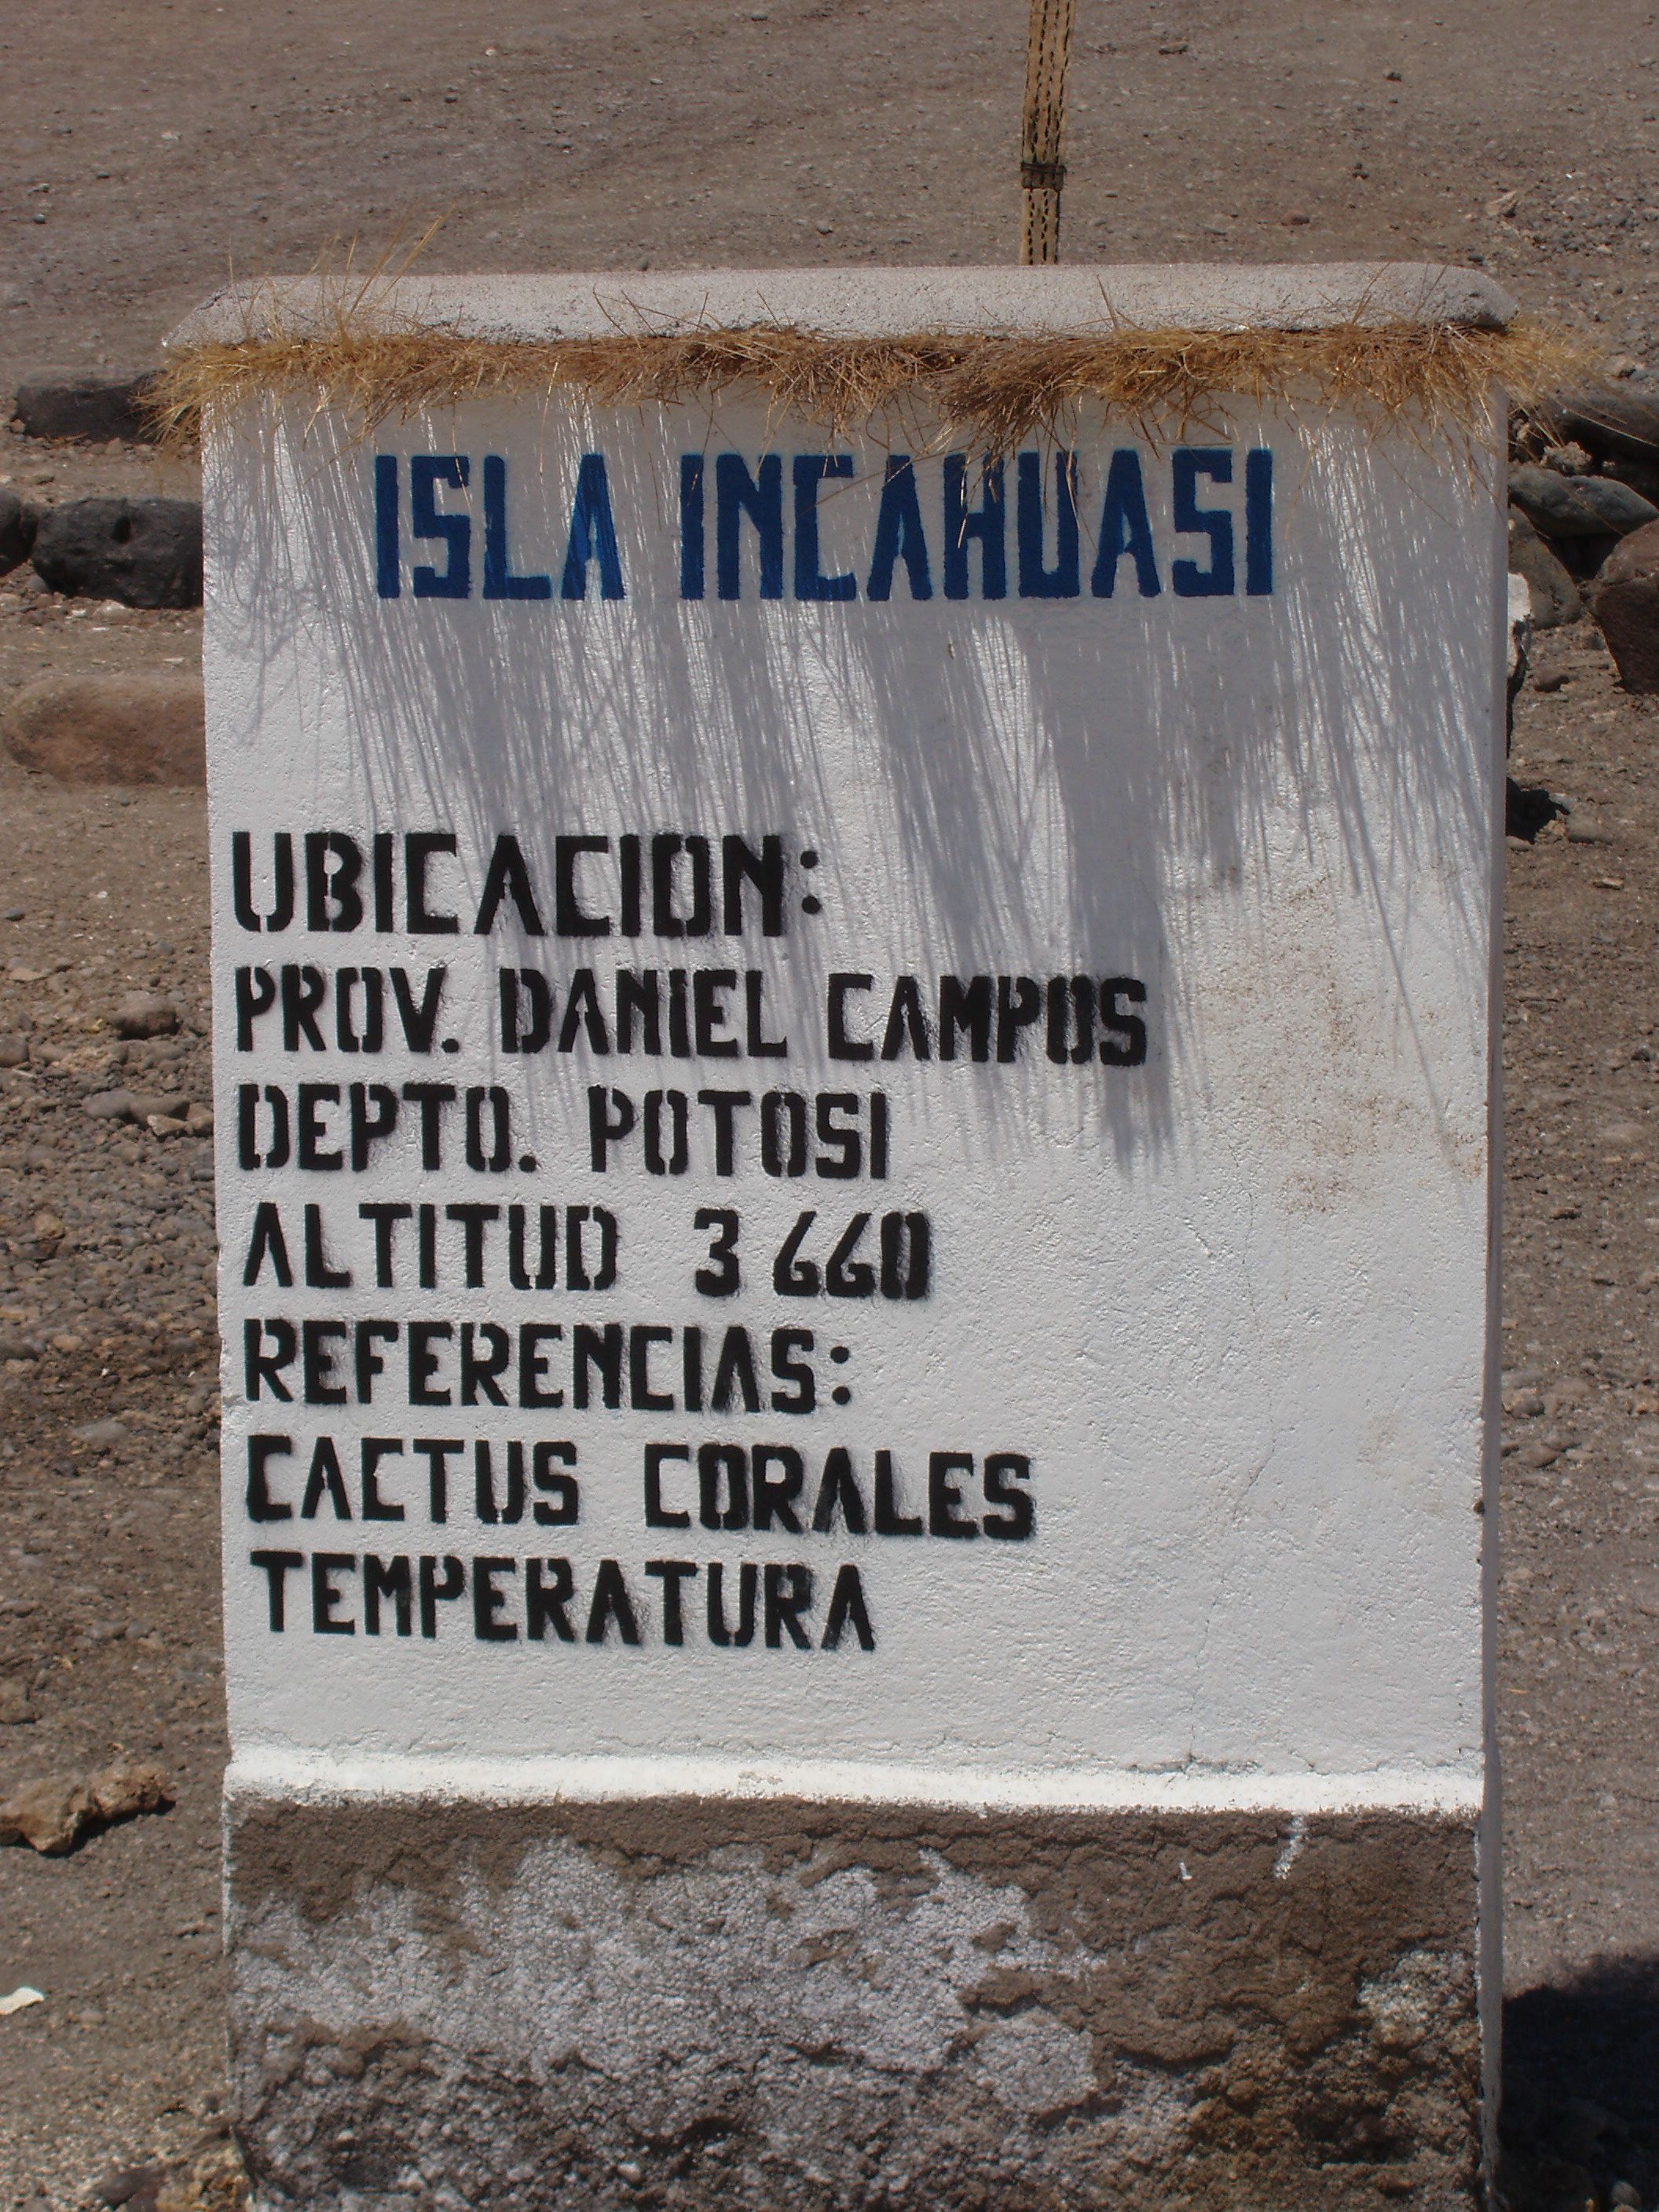 ISLA INCAHUASI
UBICACION:
PROV. DANIEL CAMPOS
DEPTO. POTOSI
ALTITUD 3660
REFERENCIAS:
CACTUS CORALES
TEMPERATURA